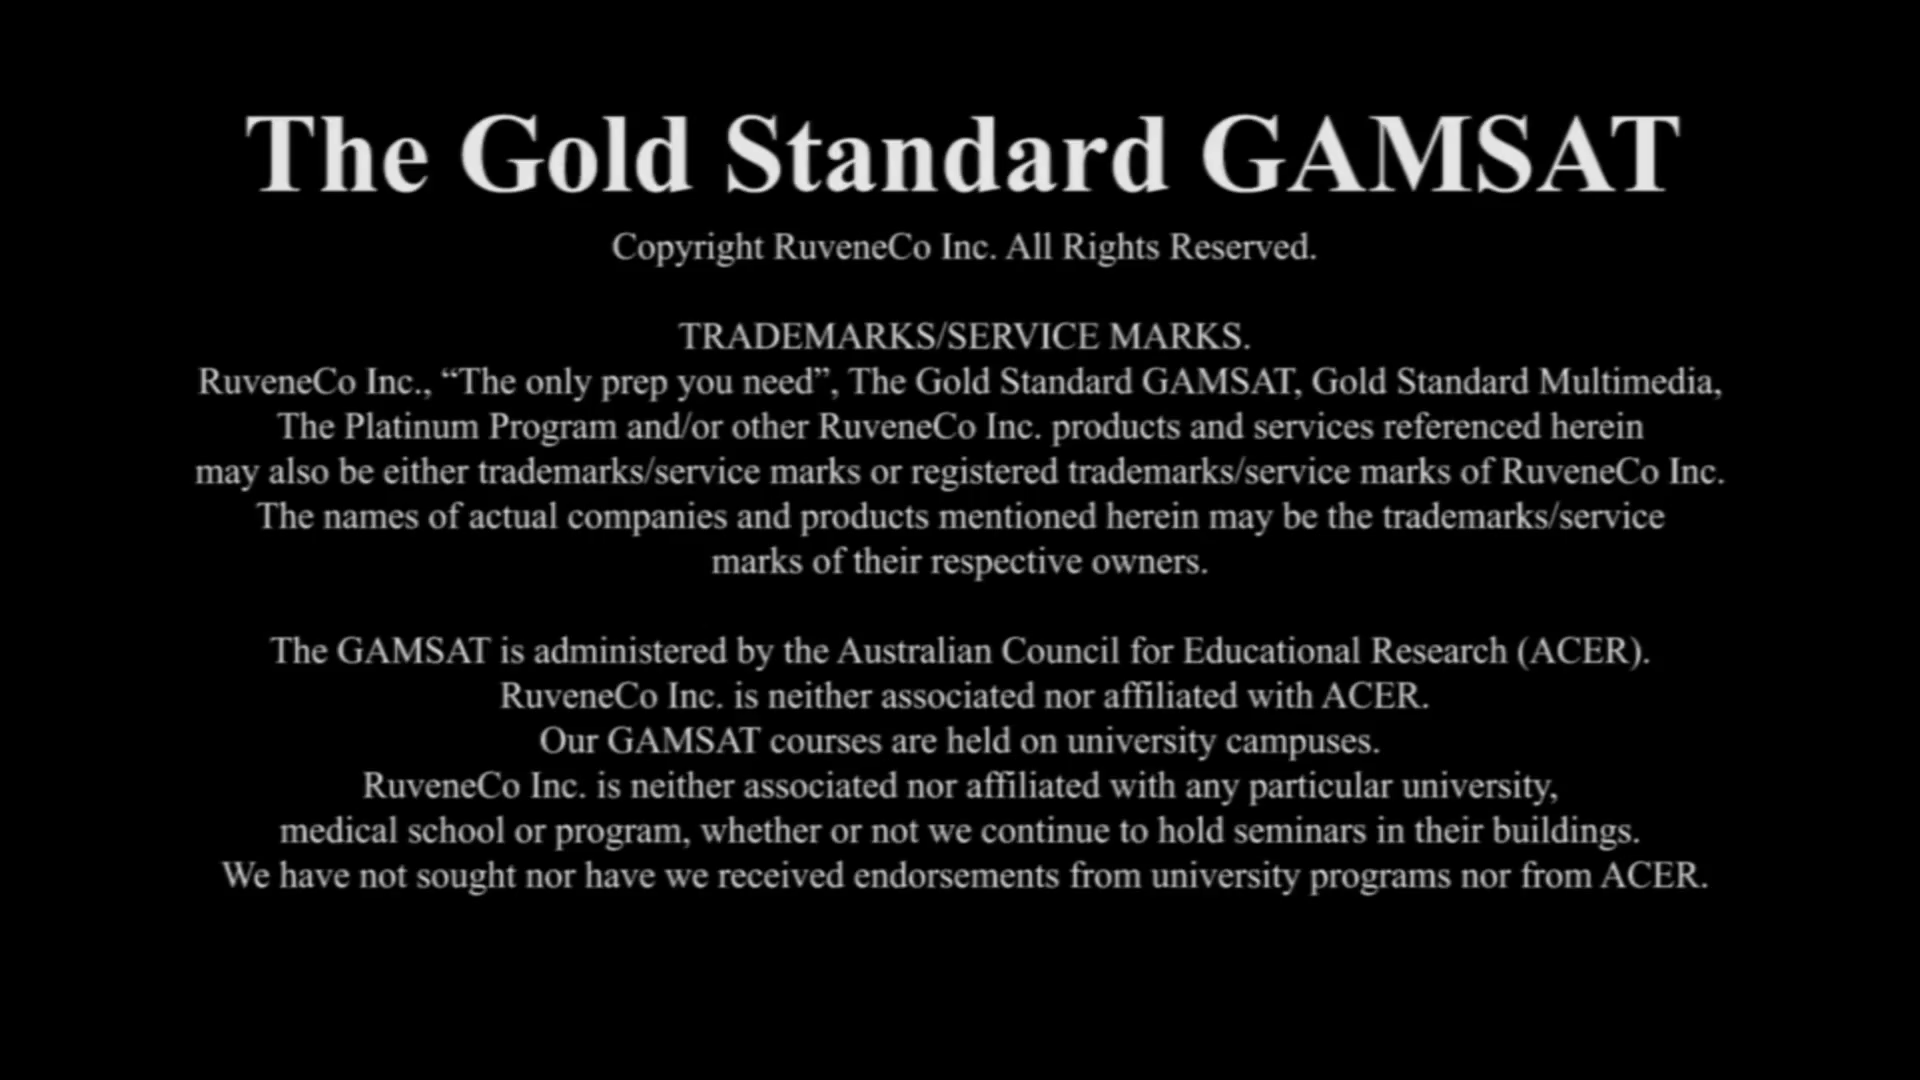 The Gold Standard GAMSAT
Copyright RuveneCo Inc. All Rights Reserved.
TRADEMARKS/SERVICE MARKS.
RuveneCo Inc., “The only prep you need”, The Gold Standard GAMSAT, Gold Standard Multimedia,
The Platinum Program and/or other RuveneCo Inc. products and services referenced herein
may also be either trademarks/service marks or registered trademarks/service marks of RuveneCo Inc.
The names of actual companies and products mentioned herein may be the trademarks/service
marks of their respective owners.
The GAMSAT is administered by the Australian Council for Educational Research (ACER).
RuveneCo Inc. is neither associated nor affiliated with ACER.
Our GAMSAT courses are held on university campuses.
RuveneCo Inc. is neither associated nor affiliated with any particular university,
medical school or program, whether or not we continue to hold seminars in their buildings.
We have not sought nor have we received endorsements from university programs nor from ACER.